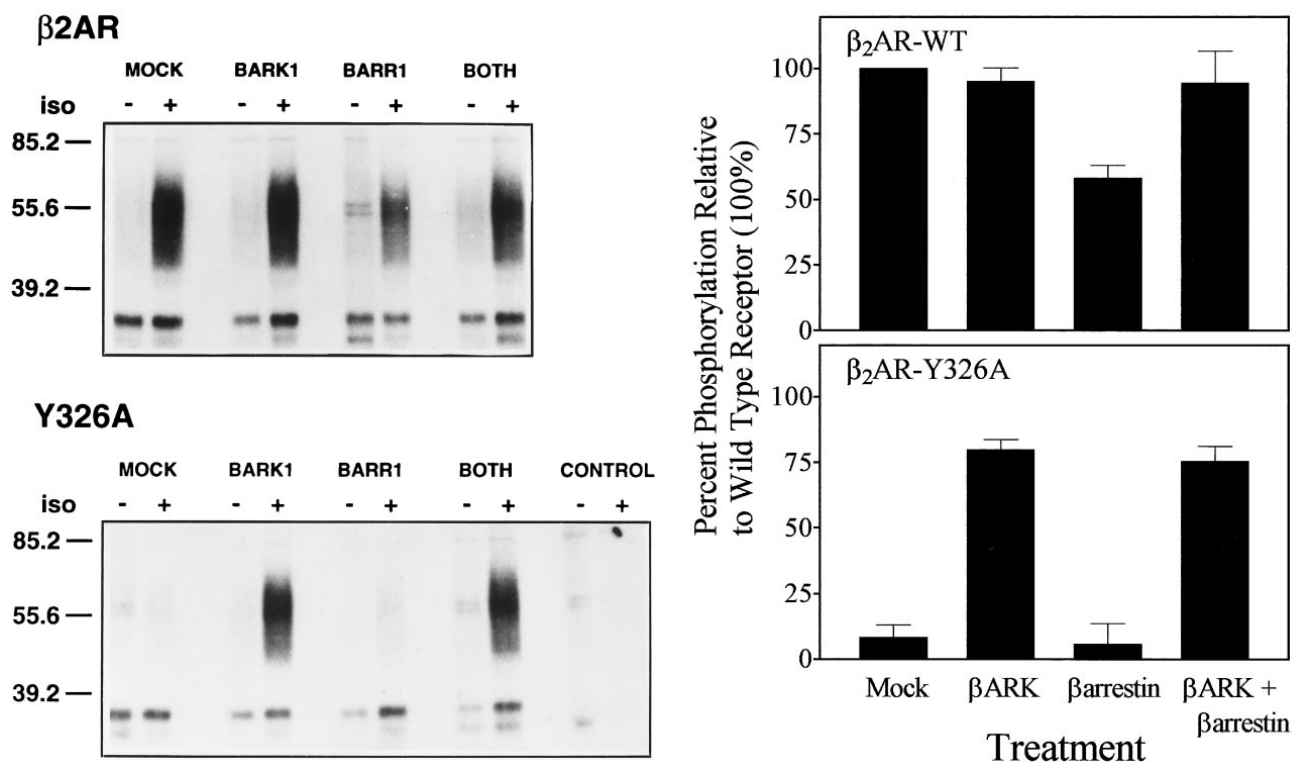 β2AR
MOCK BARK1 BARR1 BOTH
iso - + - + - + - +
85.2
55.6
39.2
Y326A
MOCK BARK1 BARR1 BOTH CONTROL
iso - + - + - + - + - +
85.2
55.6
39.2
Percent Phosphorylation Relative
to Wild Type Receptor (100%)
β₂AR-WT
100
75
50
25
0
β₂AR-Y326A
100
75
50
25
0
Mock βARK βarrestin βARK +
βarrestin
Treatment